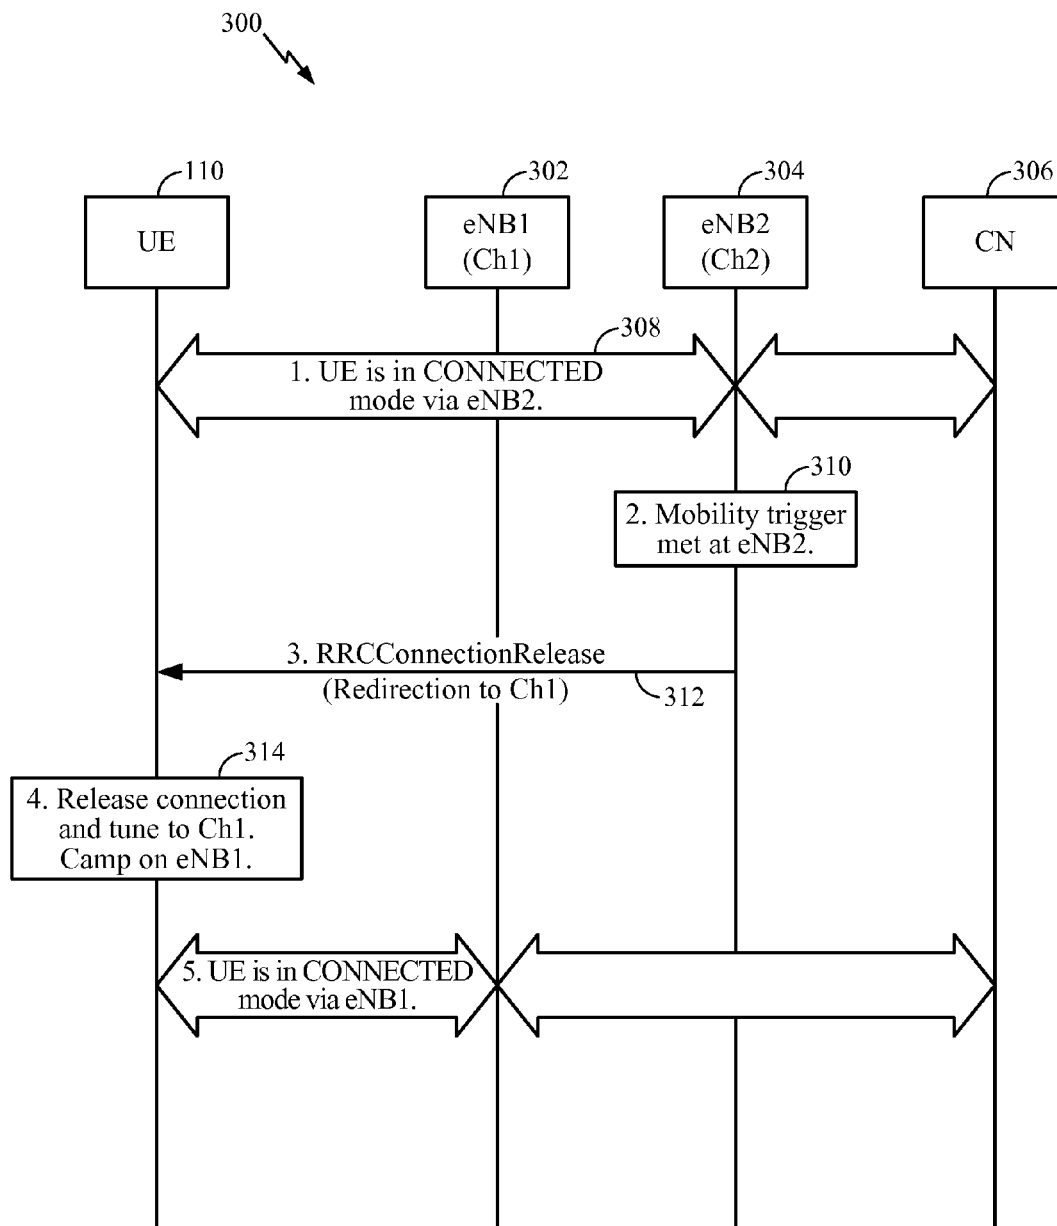 300
110
302
304
306
UE
eNB1
(Ch1)
eNB2
(Ch2)
CN
308
1. UE is in CONNECTED
mode via eNB2.
310
2. Mobility trigger
met at eNB2.
3. RRCConnectionRelease
(Redirection to Ch1)
312
314
4. Release connection
and tune to Ch1.
Camp on eNB1.
5. UE is in CONNECTED
mode via eNB1.